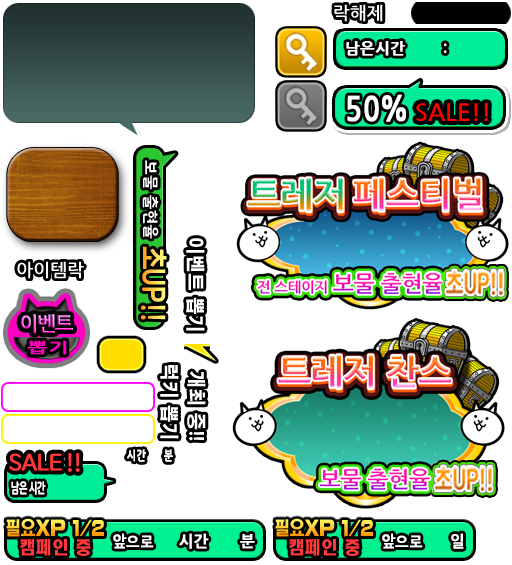 락해제
남은시간 :
50% SALE!!
보물 출현율 초UP!!
이벤트 뽑기
개최 중!!
트레저 페스티벌
전 스테이지 보물 출현율 초UP!!
아이템락
이벤트
뽑기
트레저 찬스
보물 출현율 초UP!!
시간 분
SALE!!
남은시간
필요XP 1/2
캠페인 중
앞으로 시간 분
필요XP 1/2
캠페인 중
앞으로 일